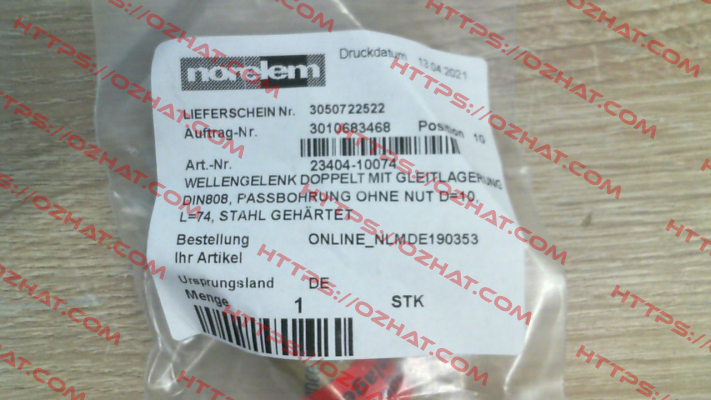 norelem
Druckdatum 13.04.2021
LIEFERSCHEIN Nr. 3050722522
Auftrag-Nr. 3010683468 Position 10
Art.-Nr. 23404-10074
WELLENGELENK DOPPELT MIT GLEITLAGERUNG
DIN808, PASSBOHRUNG OHNE NUT D=10,
L=74, STAHL GEHÄRTET
Bestellung ONLINE_NLMDE190353
Ihr Artikel
Ursprungsland DE
Menge 1 STK
HTTPS://OZHAT.COM